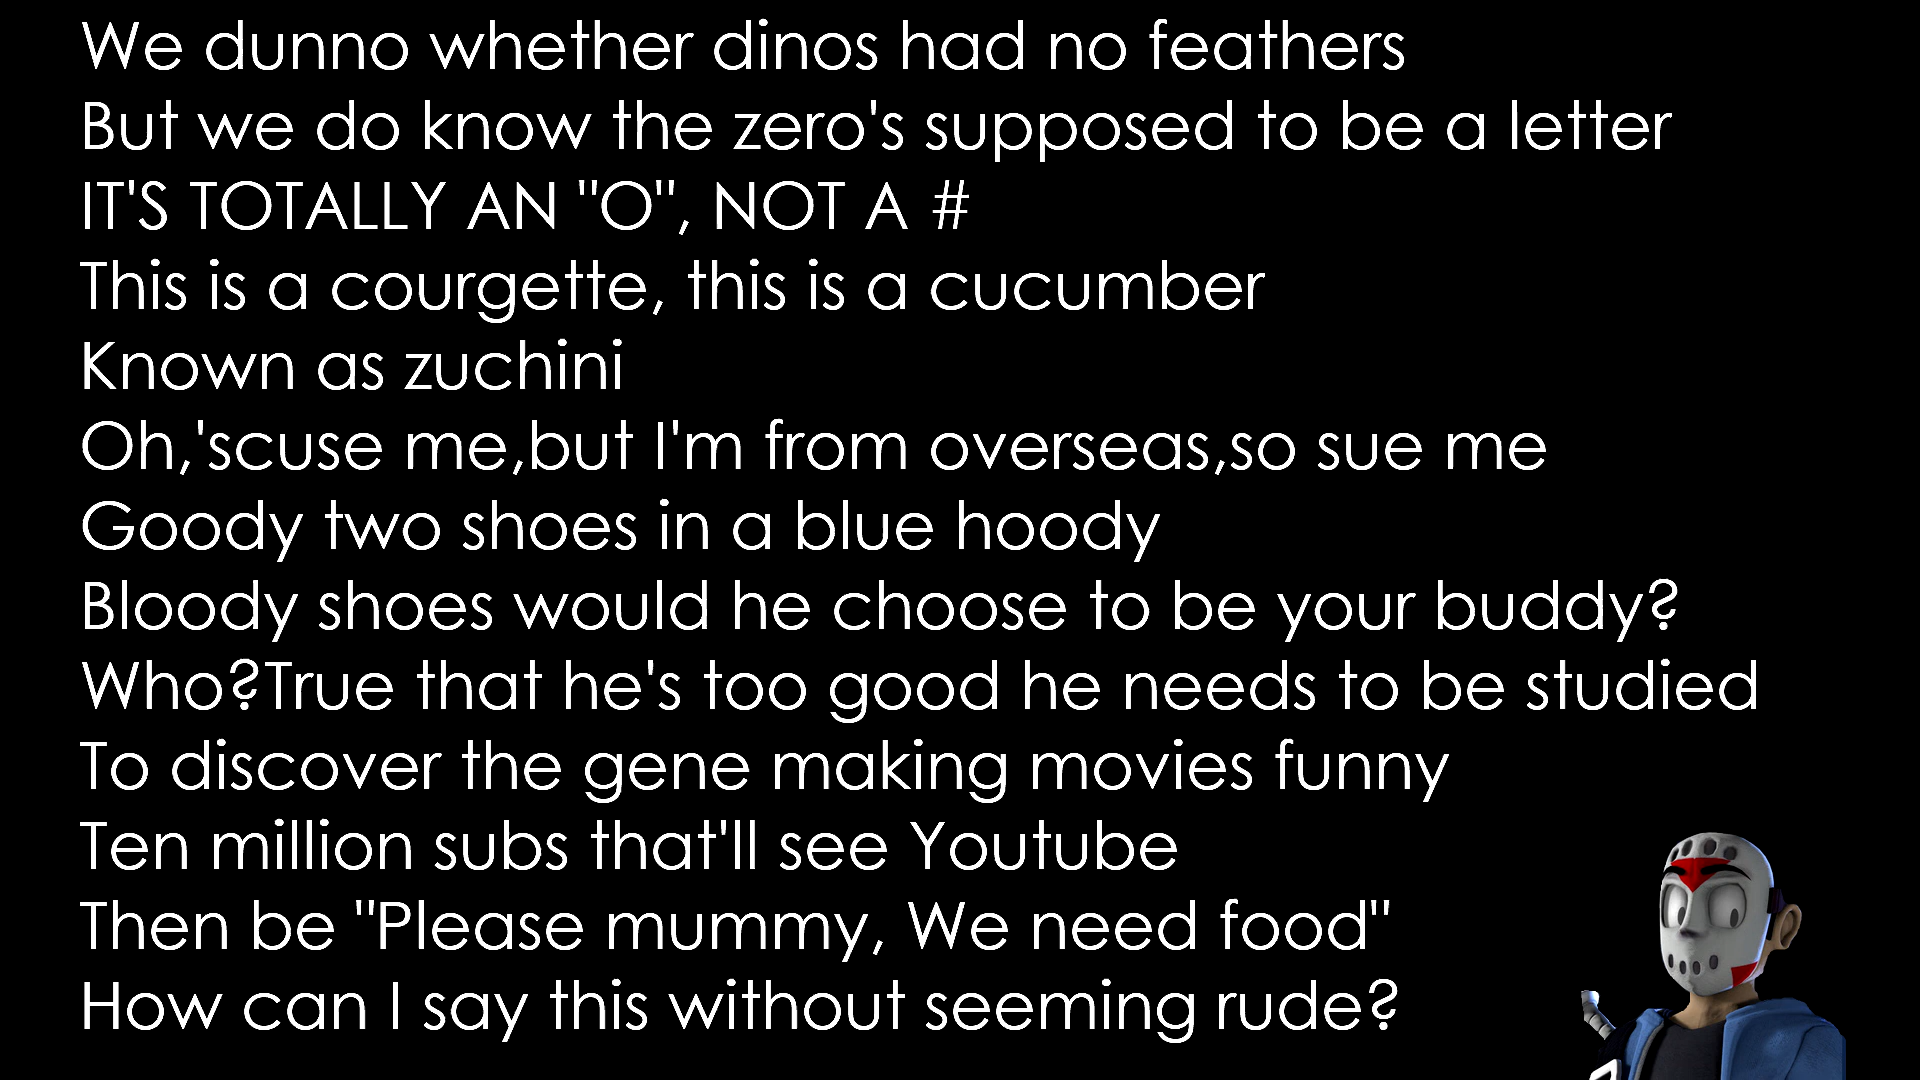 We dunno whether dinos had no feathers
But we do know the zero's supposed to be a letter
IT'S TOTALLY AN "O", NOT A #
This is a courgette, this is a cucumber
Known as zuchini
Oh,'scuse me,but I'm from overseas,so sue me
Goody two shoes in a blue hoody
Bloody shoes would he choose to be your buddy?
Who?True that he's too good he needs to be studied
To discover the gene making movies funny
Ten million subs that'll see Youtube
Then be "Please mummy, We need food"
How can I say this without seeming rude?